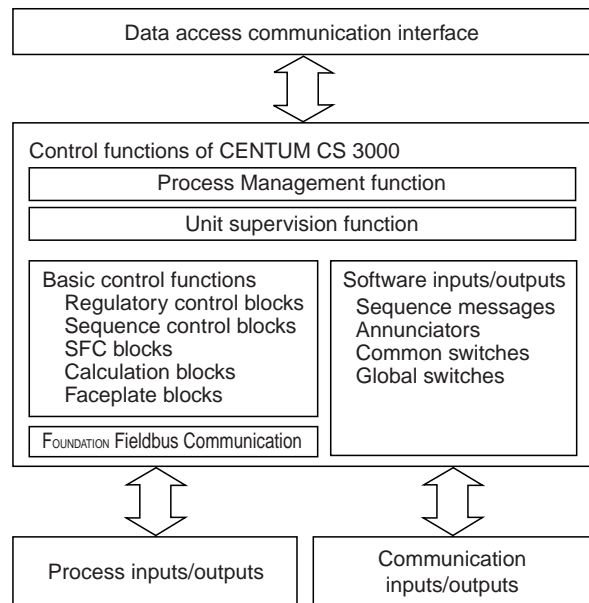 Data access communication interface
Control functions of CENTUM CS 3000
Process Management function
Unit supervision function
Basic control functions
Regulatory control blocks
Sequence control blocks
SFC blocks
Calculation blocks
Faceplate blocks
FOUNDATION Fieldbus Communication
Software inputs/outputs
Sequence messages
Annunciators
Common switches
Global switches
Process inputs/outputs
Communication
inputs/outputs